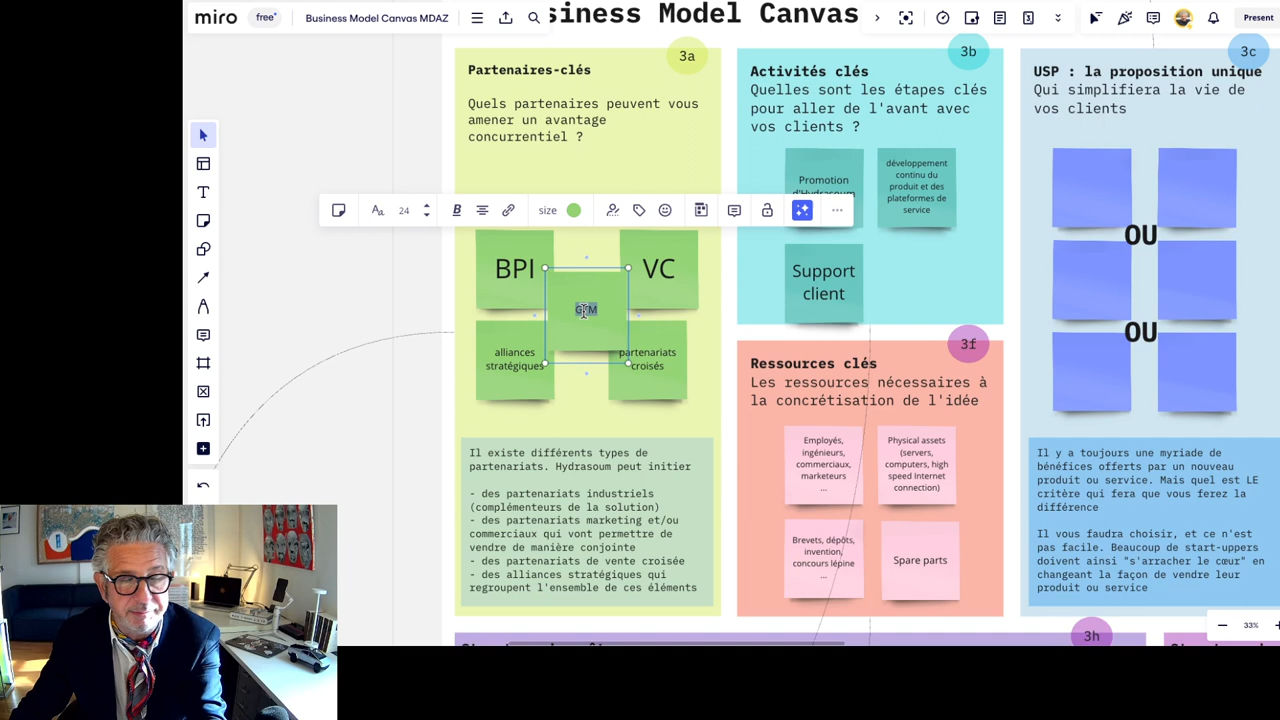 miro
free
Business Model Canvas MDAZ
siness Model Canvas
Present
3a
Partenaires-clés
Quels partenaires peuvent vous
amener un avantage
concurrentiel ?
24
B
size
BPI
VC
alliances
stratégiques
partenariats
croisés
Il existe différents types de
partenariats. Hydrasoum peut initier
- des partenariats industriels
(complémenteurs de la solution)
- des partenariats marketing et/ou
commerciaux qui vont permettre de
vendre de manière conjointe
- des partenariats de vente croisée
- des alliances stratégiques qui
regroupent l'ensemble de ces éléments
3b
Activités clés
Quelles sont les étapes clés
pour aller de l'avant avec
vos clients ?
Promotion
d'Hydrasoum
développement
continu du
produit et des
plateformes de
service
Support
client
3f
Ressources clés
Les ressources nécessaires à
la concrétisation de l'idée
Employés,
ingénieurs,
commerciaux,
marketeurs
...
Physical assets
(servers,
computers, high
speed Internet
connection)
Brevets, dépôts,
invention,
concours lépine
...
Spare parts
3c
USP : la proposition unique
Qui simplifiera la vie de
vos clients
OU
OU
Il y a toujours une myriade de
bénéfices offerts par un nouveau
produit ou service. Mais quel est LE
critère qui fera que vous ferez la
différence
Il vous faudra choisir, et ce n'est
pas facile. Beaucoup de start-uppers
doivent ainsi "s'arracher le cœur" en
changeant la façon de vendre leur
produit ou service
33%
3h